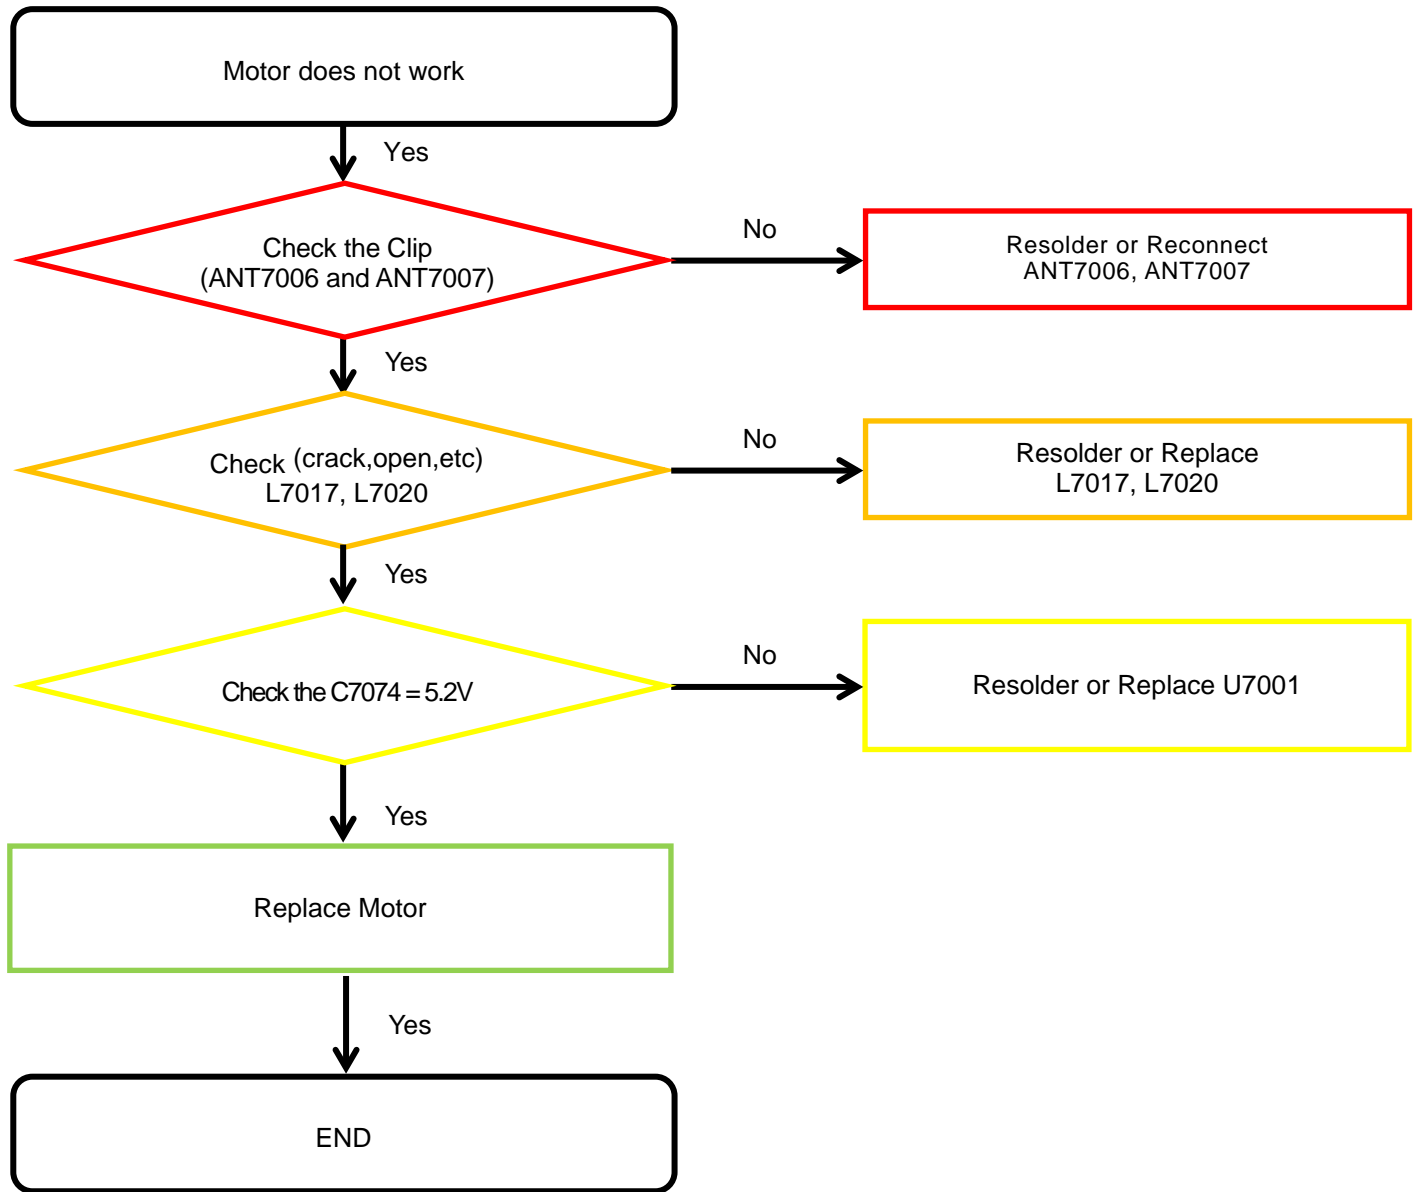 Motor does not work
Yes
Check the Clip
(ANT7006 and ANT7007)
No
Resolder or Reconnect
ANT7006, ANT7007
Yes
Check (crack,open,etc)
L7017, L7020
No
Resolder or Replace
L7017, L7020
Yes
Check the C7074 = 5.2V
No
Resolder or Replace U7001
Yes
Replace Motor
Yes
END